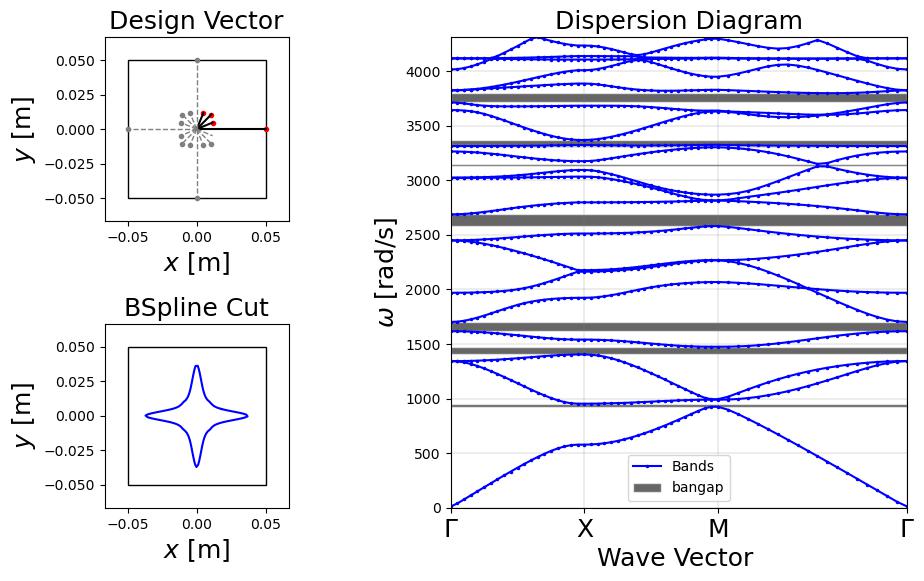 Design Vector
0.050
0.025
0.000
−0.025
−0.050
y [m]
−0.05
0.00
0.05
x [m]
BSpline Cut
0.050
0.025
0.000
−0.025
−0.050
y [m]
−0.05
0.00
0.05
x [m]
Dispersion Diagram
4000
3500
3000
2500
2000
1500
1000
500
0
ω [rad/s]
Bands
bangap
Γ
X
M
Γ
Wave Vector